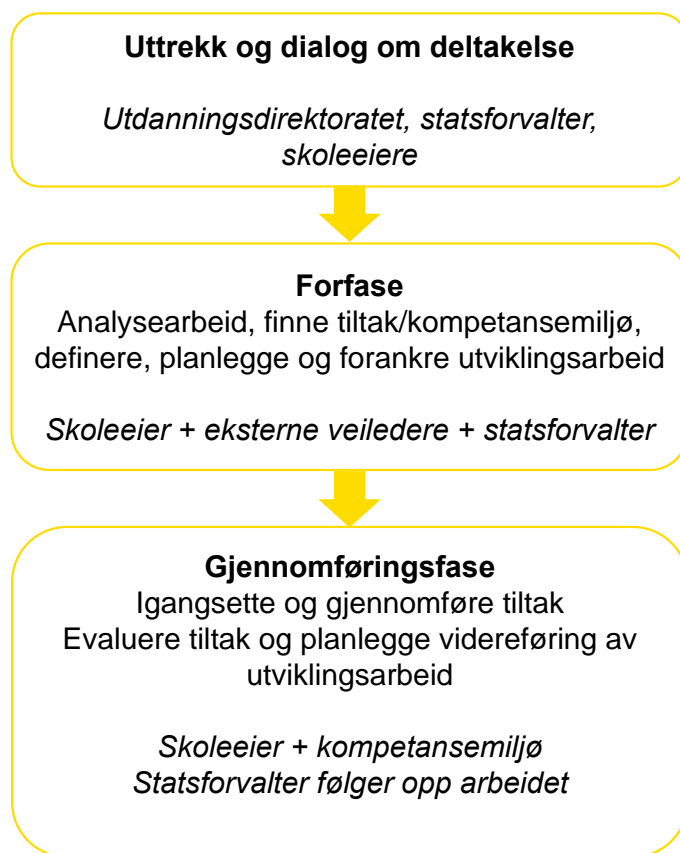 Uttrekk og dialog om deltakelse
Utdanningsdirektoratet, statsforvalter,
skoleeiere
Forfase
Analysearbeid, finne tiltak/kompetansemiljø,
definere, planlegge og forankre utviklingsarbeid
Skoleeier + eksterne veiledere + statsforvalter
Gjennomføringsfase
Igangsette og gjennomføre tiltak
Evaluere tiltak og planlegge videreføring av
utviklingsarbeid
Skoleeier + kompetansemiljø
Statsforvalter følger opp arbeidet